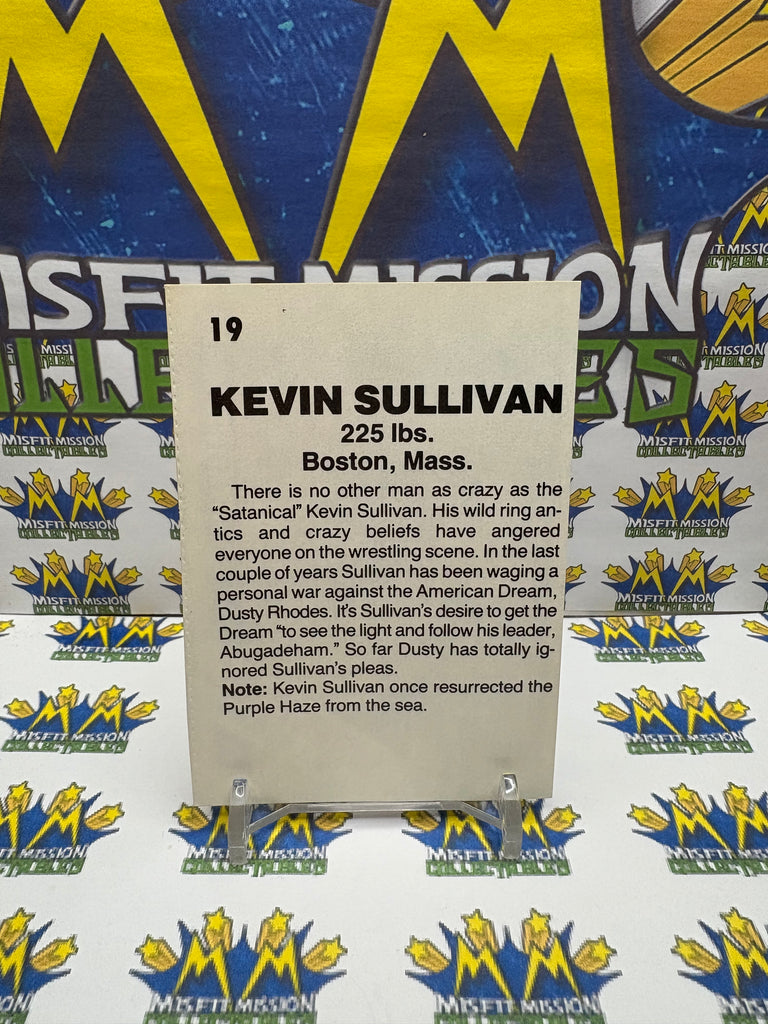 MISFIT MISSION
19
KEVIN SULLIVAN
225 lbs.
Boston, Mass.
There is no other man as crazy as the
“Satanical” Kevin Sullivan. His wild ring an-
tics and crazy beliefs have angered
everyone on the wrestling scene. In the last
couple of years Sullivan has been waging a
personal war against the American Dream,
Dusty Rhodes. It’s Sullivan’s desire to get the
Dream “to see the light and follow his leader,
Abugadeham.” So far Dusty has totally ig-
nored Sullivan’s pleas.
Note: Kevin Sullivan once resurrected the
Purple Haze from the sea.
MISFIT MISSION
COLLECTABLES